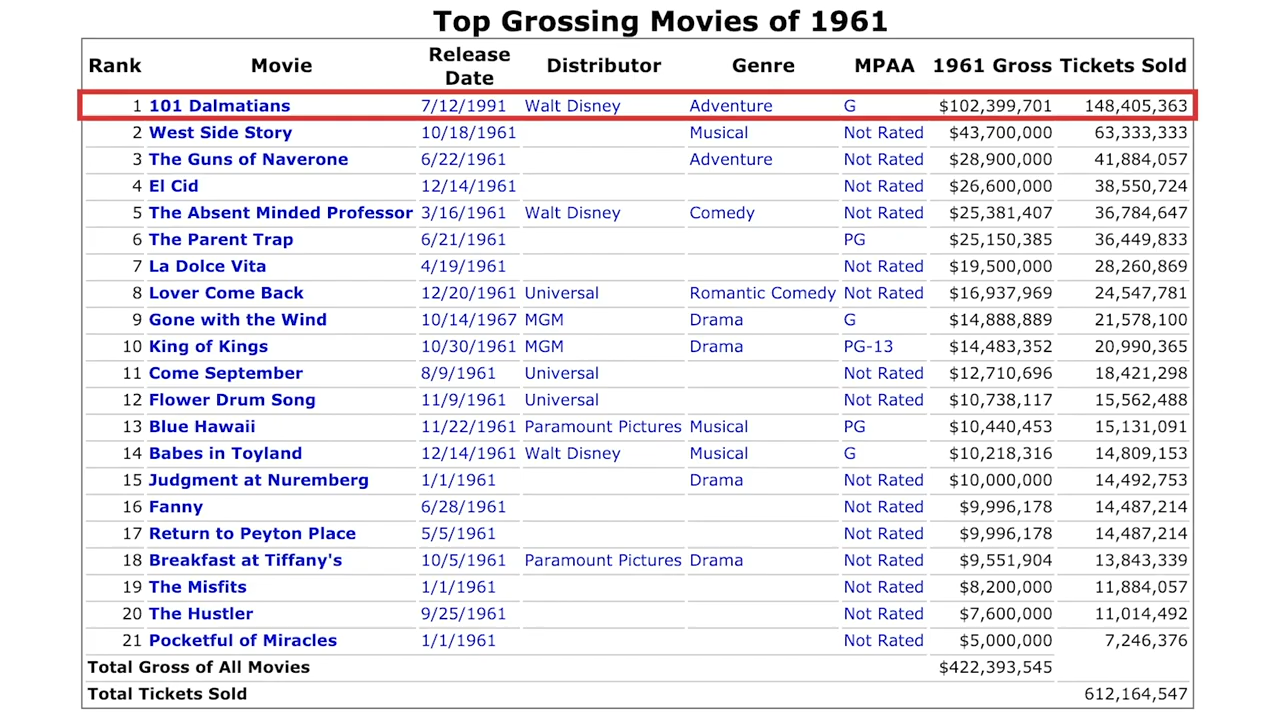 Top Grossing Movies of 1961
Rank Movie Release Date Distributor Genre MPAA 1961 Gross Tickets Sold
1 101 Dalmatians 7/12/1991 Walt Disney Adventure G $102,399,701 148,405,363
2 West Side Story 10/18/1961 Musical Not Rated $43,700,000 63,333,333
3 The Guns of Naverone 6/22/1961 Adventure Not Rated $28,900,000 41,884,057
4 El Cid 12/14/1961 Not Rated $26,600,000 38,550,724
5 The Absent Minded Professor 3/16/1961 Walt Disney Comedy Not Rated $25,381,407 36,784,647
6 The Parent Trap 6/21/1961 PG $25,150,385 36,449,833
7 La Dolce Vita 4/19/1961 Not Rated $19,500,000 28,260,869
8 Lover Come Back 12/20/1961 Universal Romantic Comedy Not Rated $16,937,969 24,547,781
9 Gone with the Wind 10/14/1967 MGM Drama G $14,888,889 21,578,100
10 King of Kings 10/30/1961 MGM Drama PG-13 $14,483,352 20,990,365
11 Come September 8/9/1961 Universal Not Rated $12,710,696 18,421,298
12 Flower Drum Song 11/9/1961 Universal Not Rated $10,738,117 15,562,488
13 Blue Hawaii 11/22/1961 Paramount Pictures Musical PG $10,440,453 15,131,091
14 Babes in Toyland 12/14/1961 Walt Disney Musical G $10,218,316 14,809,153
15 Judgment at Nuremberg 1/1/1961 Drama Not Rated $10,000,000 14,492,753
16 Fanny 6/28/1961 Not Rated $9,996,178 14,487,214
17 Return to Peyton Place 5/5/1961 Not Rated $9,996,178 14,487,214
18 Breakfast at Tiffany's 10/5/1961 Paramount Pictures Drama Not Rated $9,551,904 13,843,339
19 The Misfits 1/1/1961 Not Rated $8,200,000 11,884,057
20 The Hustler 9/25/1961 Not Rated $7,600,000 11,014,492
21 Pocketful of Miracles 1/1/1961 Not Rated $5,000,000 7,246,376
Total Gross of All Movies $422,393,545
Total Tickets Sold 612,164,547